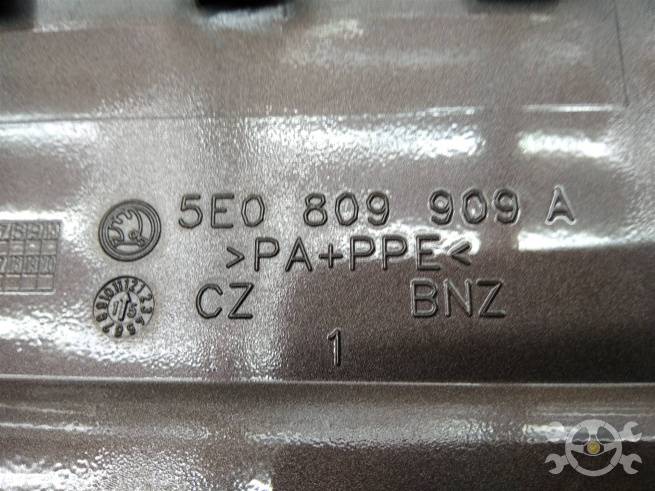 5E0 809 909 A
>PA+PPE<
CZ BNZ
1